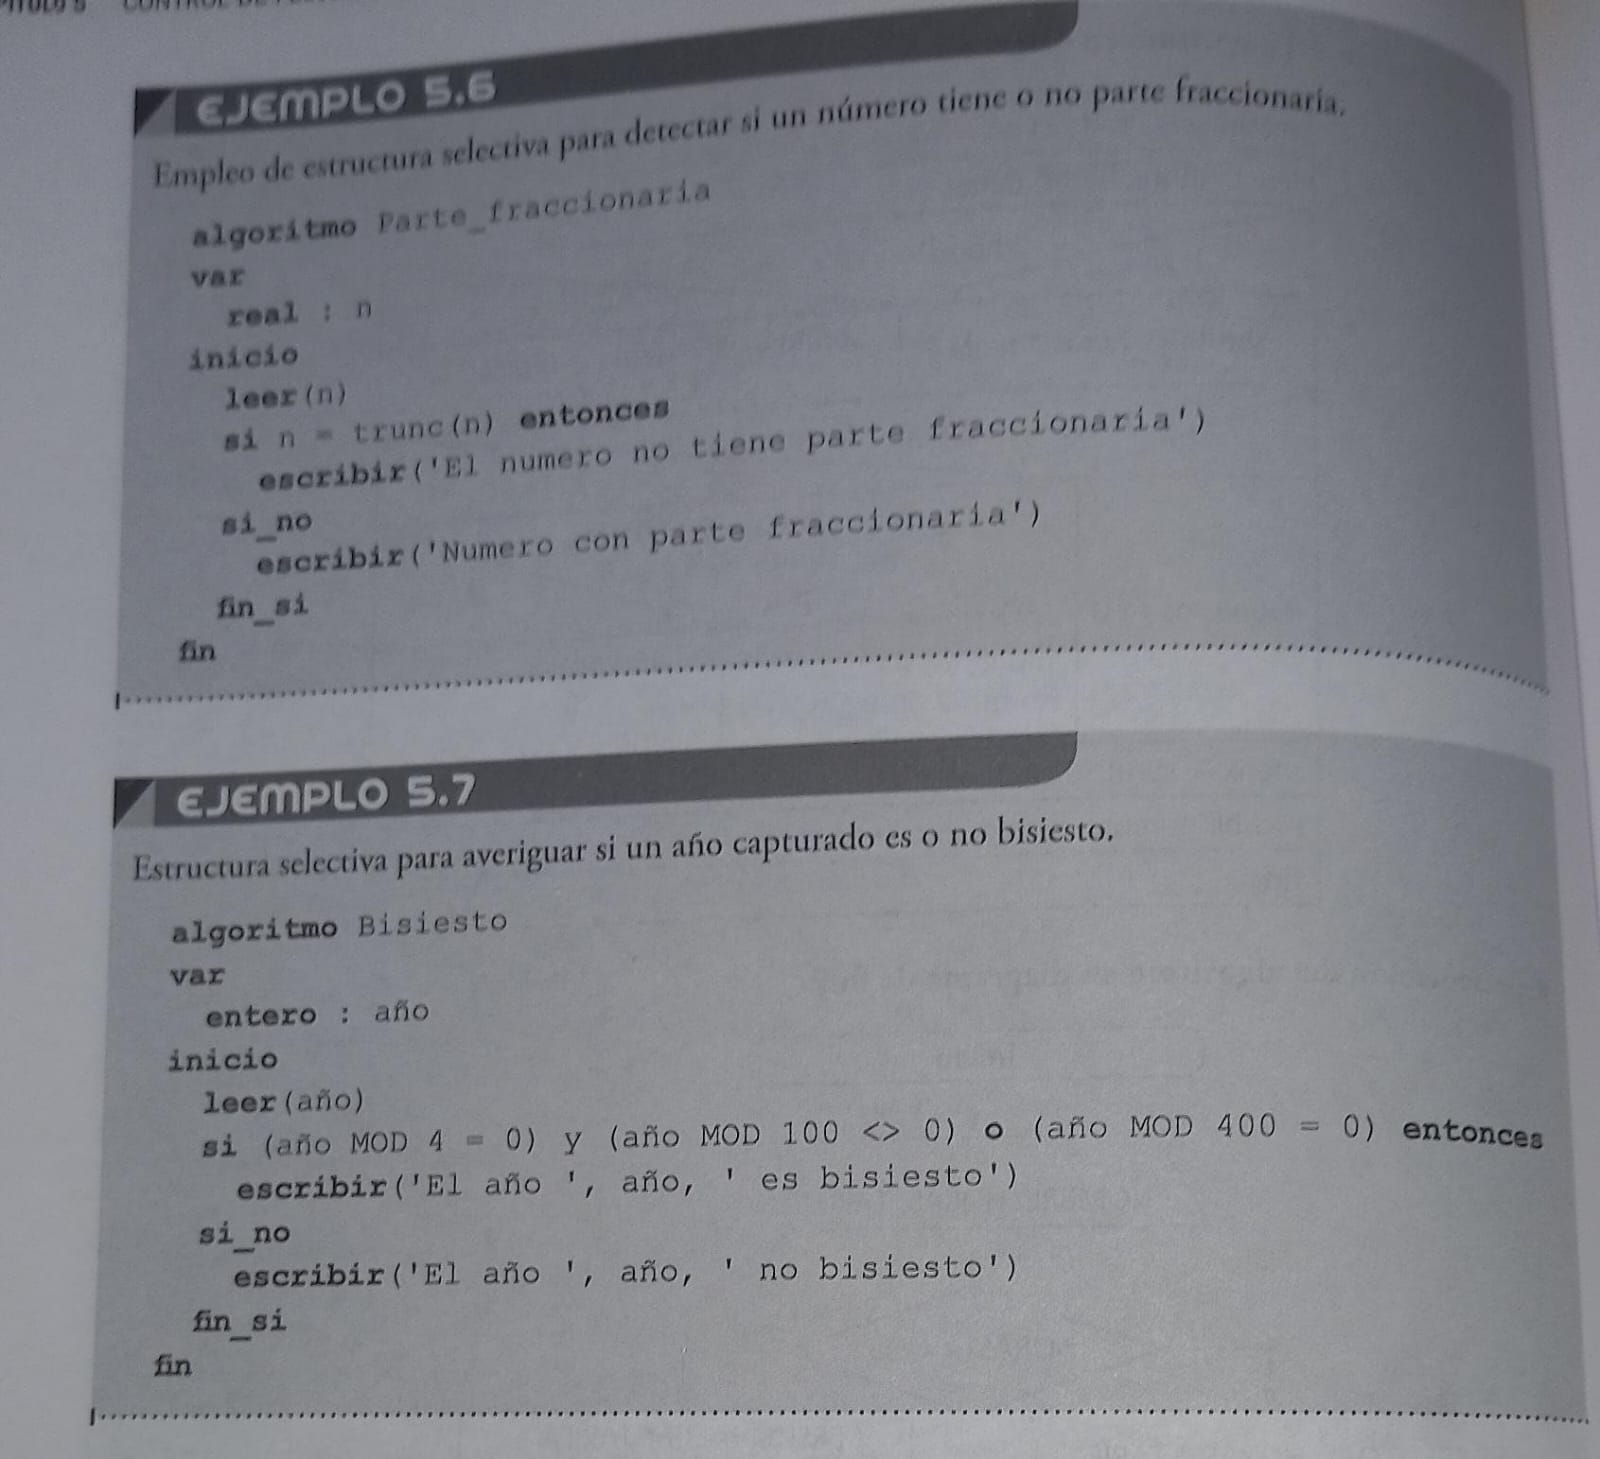 EJEMPLO 5.6
Empleo de estructura selectiva para detectar si un número tiene o no parte fraccionaria.
algoritmo Parte_fraccionaria
var
real : n
inicio
leer(n)
si n = trunc(n) entonces
escribir('El numero no tiene parte fraccionaria')
si_no
escribir('Numero con parte fraccionaria')
fin_si
fin
EJEMPLO 5.7
Estructura selectiva para averiguar si un año capturado es o no bisiesto.
algoritmo Bisiesto
var
entero : año
inicio
leer(año)
si (año MOD 4 = 0) y (año MOD 100 <> 0) o (año MOD 400 = 0) entonces
escribir('El año ', año, ' es bisiesto')
si_no
escribir('El año ', año, ' no bisiesto')
fin_si
fin